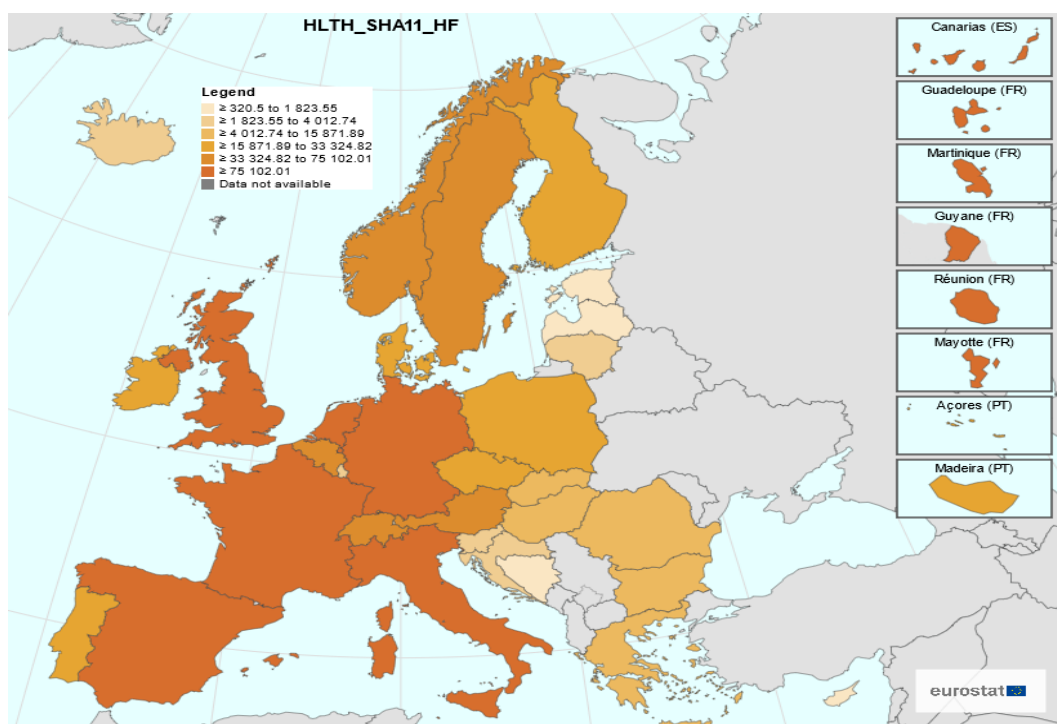 HLTH_SHA11_HF
Legend
≥ 320.5 to 1 823.55
≥ 1 823.55 to 4 012.74
≥ 4 012.74 to 15 871.89
≥ 15 871.89 to 33 324.82
≥ 33 324.82 to 75 102.01
≥ 75 102.01
Data not available
Canarias (ES)
Guadeloupe (FR)
Martinique (FR)
Guyane (FR)
Réunion (FR)
Mayotte (FR)
Açores (PT)
Madeira (PT)
eurostat